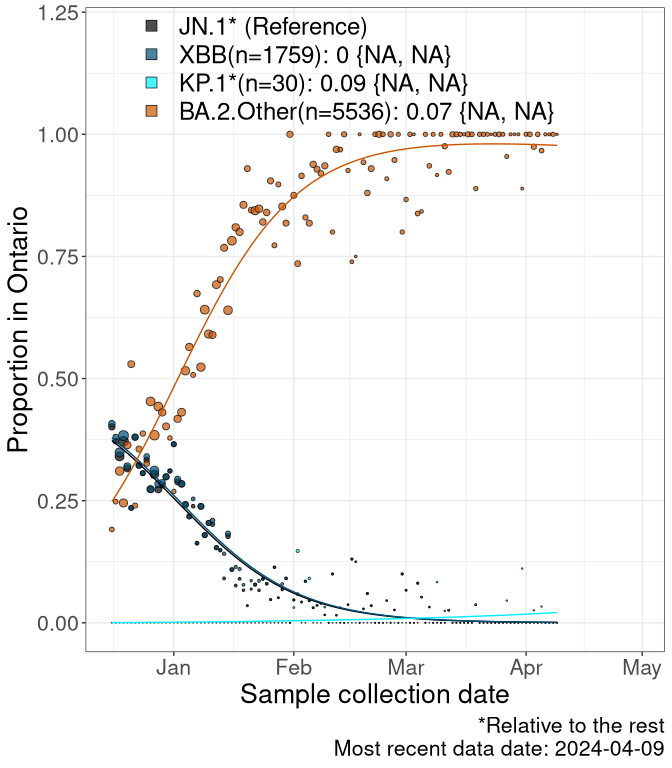 JN.1* (Reference)
XBB(n=1759): 0 {NA, NA}
KP.1*(n=30): 0.09 {NA, NA}
BA.2.Other(n=5536): 0.07 {NA, NA}
1.25
1.00
0.75
0.50
0.25
0.00
Proportion in Ontario
Jan Feb Mar Apr May
Sample collection date
*Relative to the rest
Most recent data date: 2024-04-09